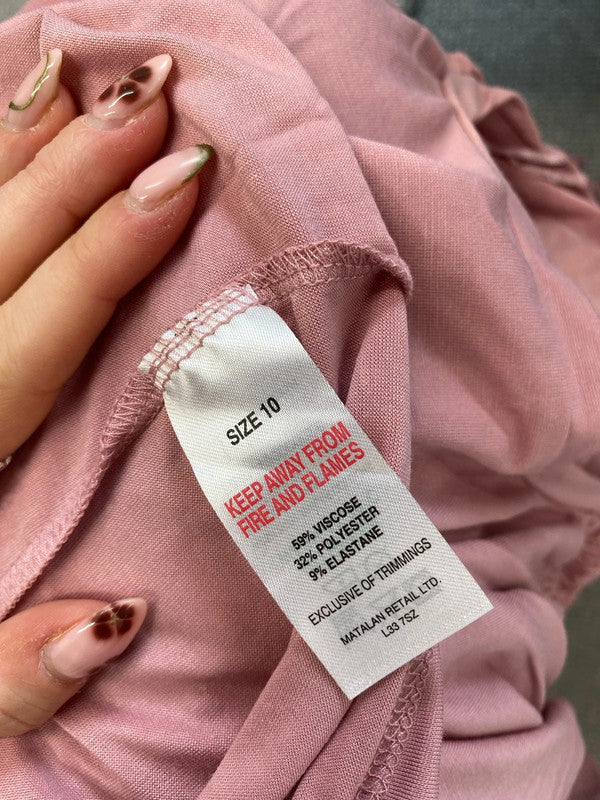 SIZE 10
KEEP AWAY FROM
FIRE AND FLAMES
59% VISCOSE
32% POLYESTER
9% ELASTANE
EXCLUSIVE OF TRIMMINGS
MATALAN RETAIL LTD.
L33 7SZ